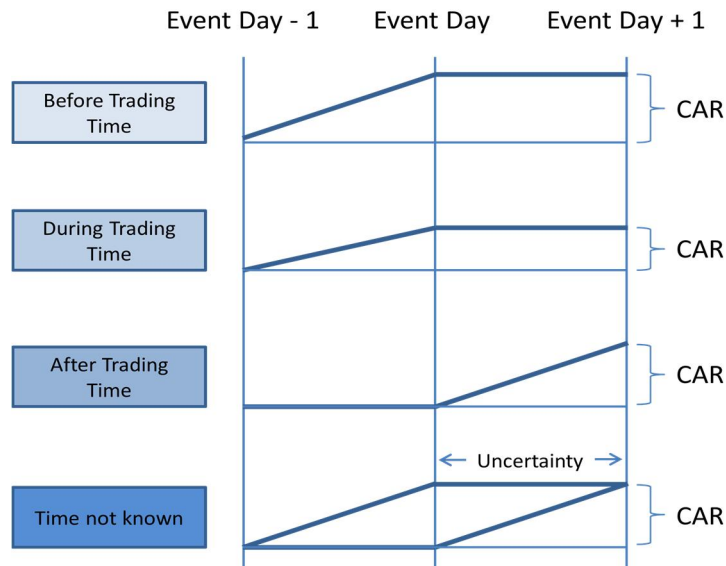 Event Day - 1 Event Day Event Day + 1
Before Trading
Time
CAR
During Trading
Time
CAR
After Trading
Time
CAR
Uncertainty
Time not known
CAR